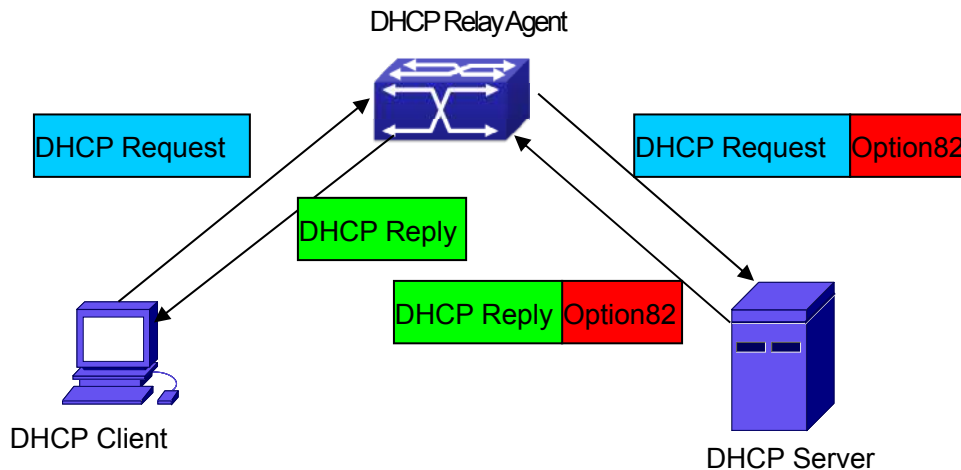 DHCP Relay Agent
DHCP Request
DHCP Request Option82
DHCP Reply
DHCP Reply Option82
DHCP Client
DHCP Server